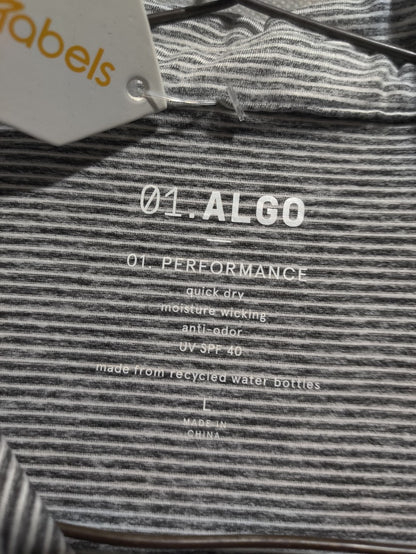 abels
01.ALGO
01. PERFORMANCE
quick dry
moisture wicking
anti-odor
UV SPF 40
made from recycled water bottles
L
MADE IN
CHINA